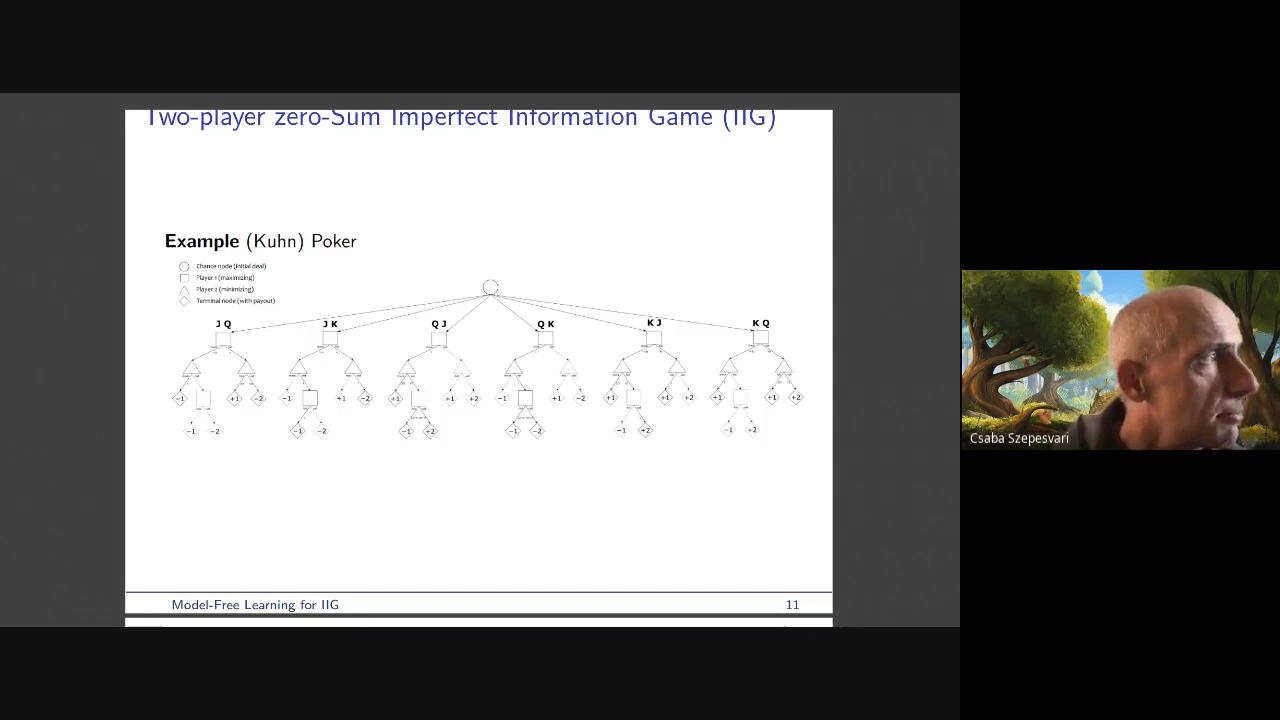 Two-player zero-Sum Imperfect Information Game (IIG)
Example (Kuhn) Poker
Chance node (initial deal)
Player 1 (maximizing)
Player 2 (minimizing)
Terminal node (with payout)
J Q J K Q J Q K K J K Q
-1 +1 -2 -1 +1 -2 +1 +1 +2 -1 +1 -2 +1 +1 +2 +1 +1 +2
-1 -2 -1 -2 -1 +2 -1 -2 -1 +2 -1 +2
Model-Free Learning for IIG 11
Csaba Szepesvari